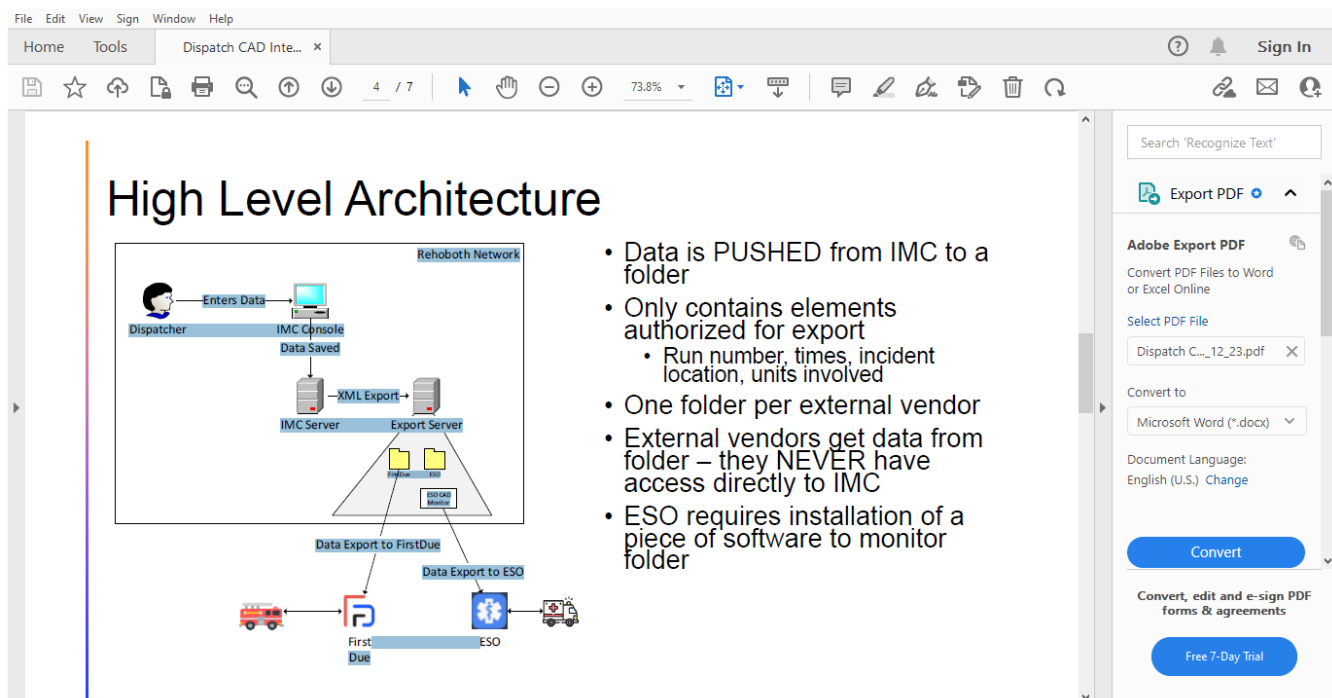 File Edit View Sign Window Help
Home Tools Dispatch CAD Inte... × Sign In
4 / 7 73.8%
Search 'Recognize Text'
Export PDF
Adobe Export PDF
Convert PDF Files to Word
or Excel Online
Select PDF File
Dispatch C..._12_23.pdf
Convert to
Microsoft Word (*.docx)
Document Language:
English (U.S.) Change
Convert
Convert, edit and e-sign PDF
forms & agreements
Free 7-Day Trial
High Level Architecture
Rehoboth Network
Enters Data
Dispatcher IMC Console
Data Saved
XML Export
IMC Server Export Server
FirstDue ESO
ESO CAD
Monitor
Data Export to FirstDue
Data Export to ESO
First ESO
Due
• Data is PUSHED from IMC to a
folder
• Only contains elements
authorized for export
• Run number, times, incident
location, units involved
• One folder per external vendor
• External vendors get data from
folder – they NEVER have
access directly to IMC
• ESO requires installation of a
piece of software to monitor
folder